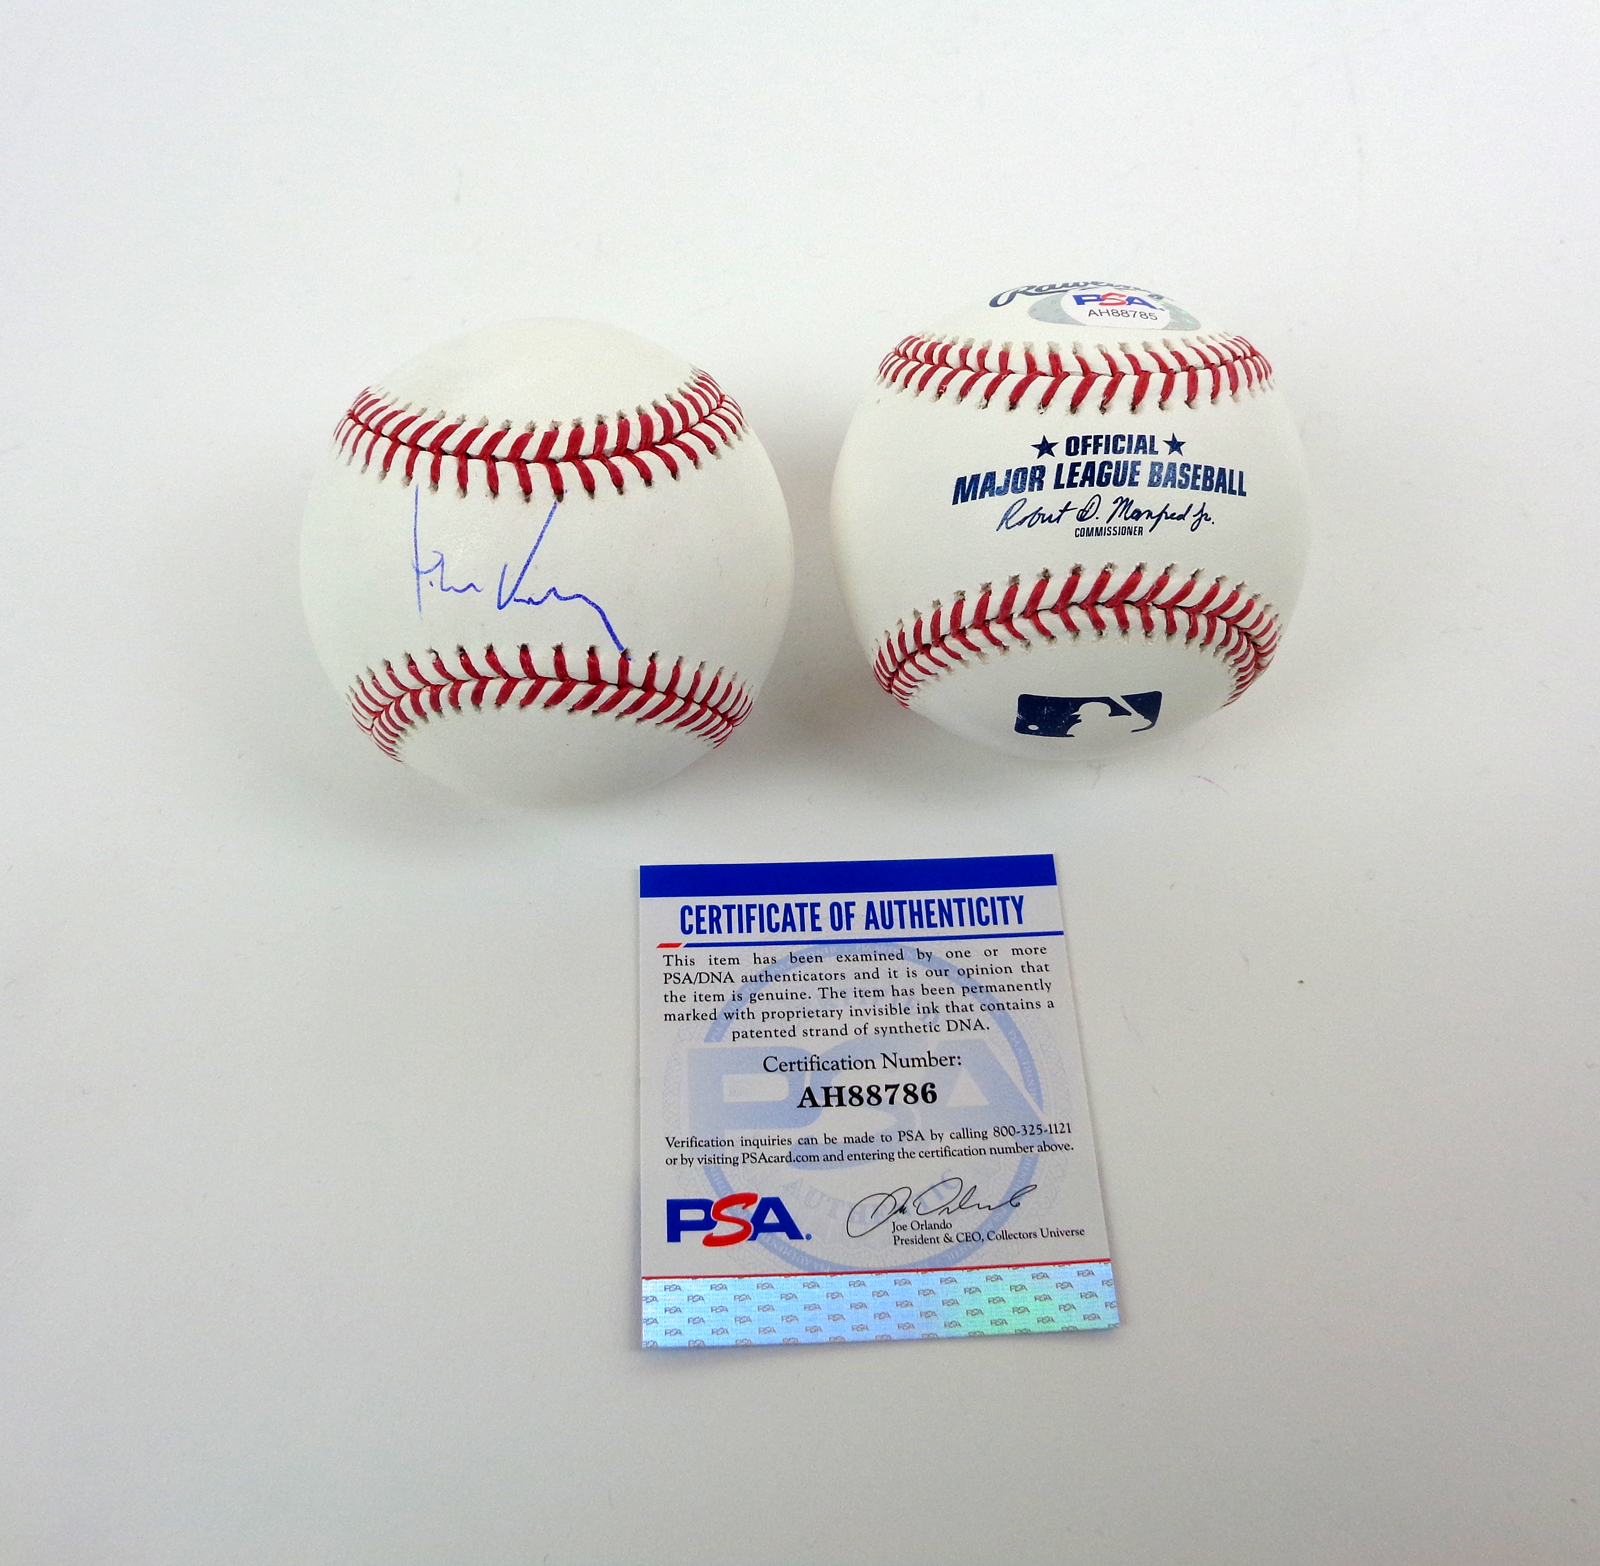 Rawlings
PSA
AH88785
★ OFFICIAL ★
MAJOR LEAGUE BASEBALL
Robert D. Manfred Jr.
COMMISSIONER
CERTIFICATE OF AUTHENTICITY
This item has been examined by one or more
PSA/DNA authenticators and it is our opinion that
the item is genuine. The item has been permanently
marked with proprietary invisible ink that contains a
patented strand of synthetic DNA.
Certification Number:
AH88786
Verification inquiries can be made to PSA by calling 800-325-1121
or by visiting PSAcard.com and entering the certification number above.
PSA.
Joe Orlando
President & CEO, Collectors Universe